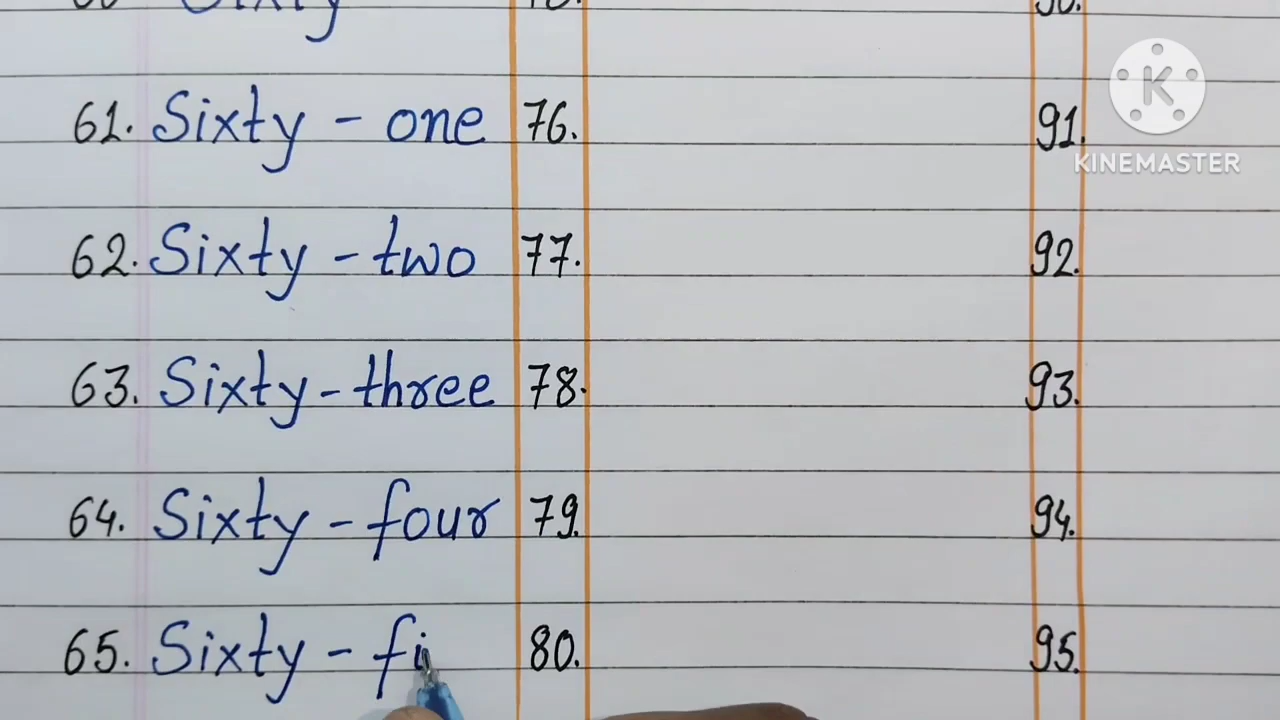 Sixty
61. Sixty - one 76. 91.
62. Sixty - two 77. 92.
63. Sixty - three 78. 93.
64. Sixty - four 79. 94.
65. Sixty - fi 80. 95.
KINEMASTER